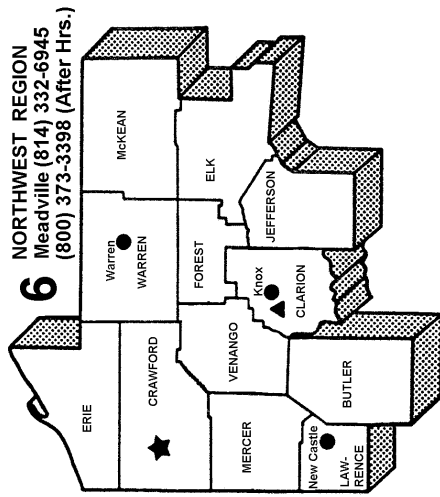 6
NORTHWEST REGION
Meadville (814) 332-6945
(800) 373-3398 (After Hrs.)
ERIE
CRAWFORD
Warren
WARREN
McKEAN
MERCER
VENANGO
FOREST
ELK
New Castle
LAW-
RENCE
BUTLER
Knox
CLARION
JEFFERSON